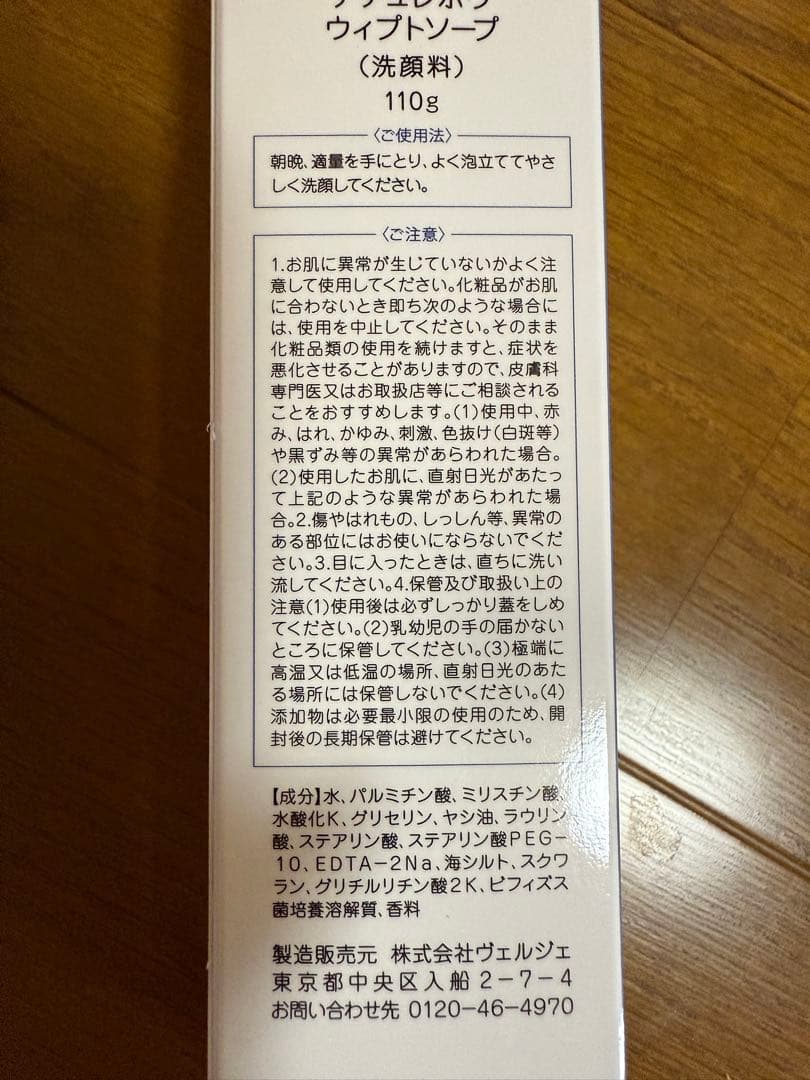 ウィプトソープ
（洗顔料）
110g
〈ご使用法〉
朝晩、適量を手にとり、よく泡立ててやさ
しく洗顔してください。
〈ご注意〉
1.お肌に異常が生じていないかよく注
意して使用してください。化粧品がお肌
に合わないとき即ち次のような場合に
は、使用を中止してください。そのまま
化粧品類の使用を続けますと、症状を
悪化させることがありますので、皮膚科
専門医又はお取扱店等にご相談される
ことをおすすめします。(1)使用中、赤
み、はれ、かゆみ、刺激、色抜け(白斑等)
や黒ずみ等の異常があらわれた場合。
(2)使用したお肌に、直射日光があたっ
て上記のような異常があらわれた場
合。2.傷やはれもの、しっしん等、異常の
ある部位にはお使いにならないでくだ
さい。3.目に入ったときは、直ちに洗い
流してください。4.保管及び取扱い上の
注意(1)使用後は必ずしっかり蓋をしめ
てください。(2)乳幼児の手の届かない
ところに保管してください。(3)極端に
高温又は低温の場所、直射日光のあた
る場所には保管しないでください。(4)
添加物は必要最小限の使用のため、開
封後の長期保管は避けてください。
【成分】水、パルミチン酸、ミリスチン酸、
水酸化K、グリセリン、ヤシ油、ラウリン
酸、ステアリン酸、ステアリン酸PEG-
10、EDTA-2Na、海シルト、スクワ
ラン、グリチルリチン酸2K、ビフィズス
菌培養溶解質、香料
製造販売元 株式会社ヴェルジェ
東京都中央区入船2-7-4
お問い合わせ先 0120-46-4970